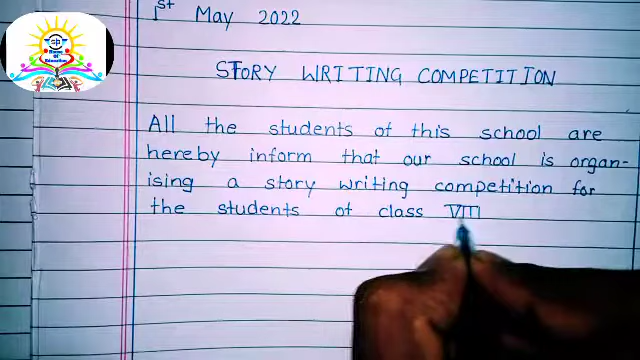 1st May 2022
STORY WRITING COMPETITION
All the students of this school are
hereby inform that our school is organ-
ising a story writing competition for
the students of class VIII